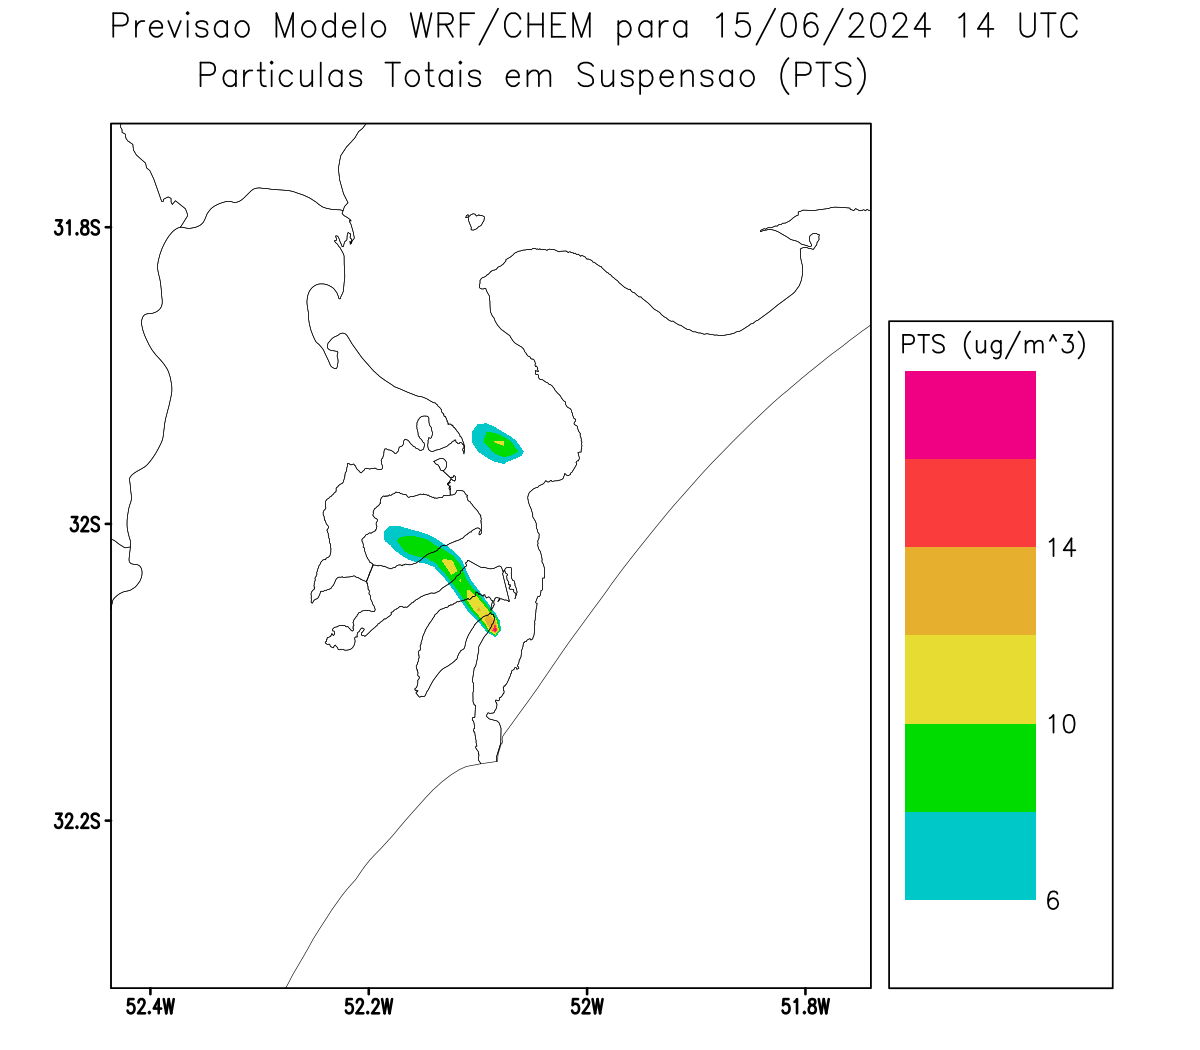 Previsao Modelo WRF/CHEM para 15/06/2024 14 UTC
Particulas Totais em Suspensao (PTS)
31.8S
32S
32.2S
52.4W
52.2W
52W
51.8W
PTS (ug/m^3)
14
10
6